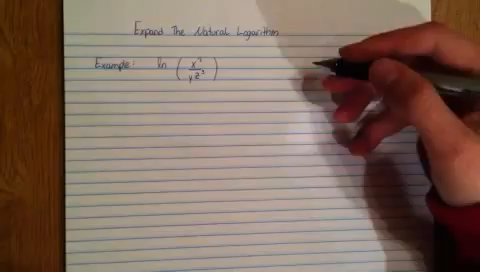 Expand The Natural Logarithm
Example: ln (x² / yz³)